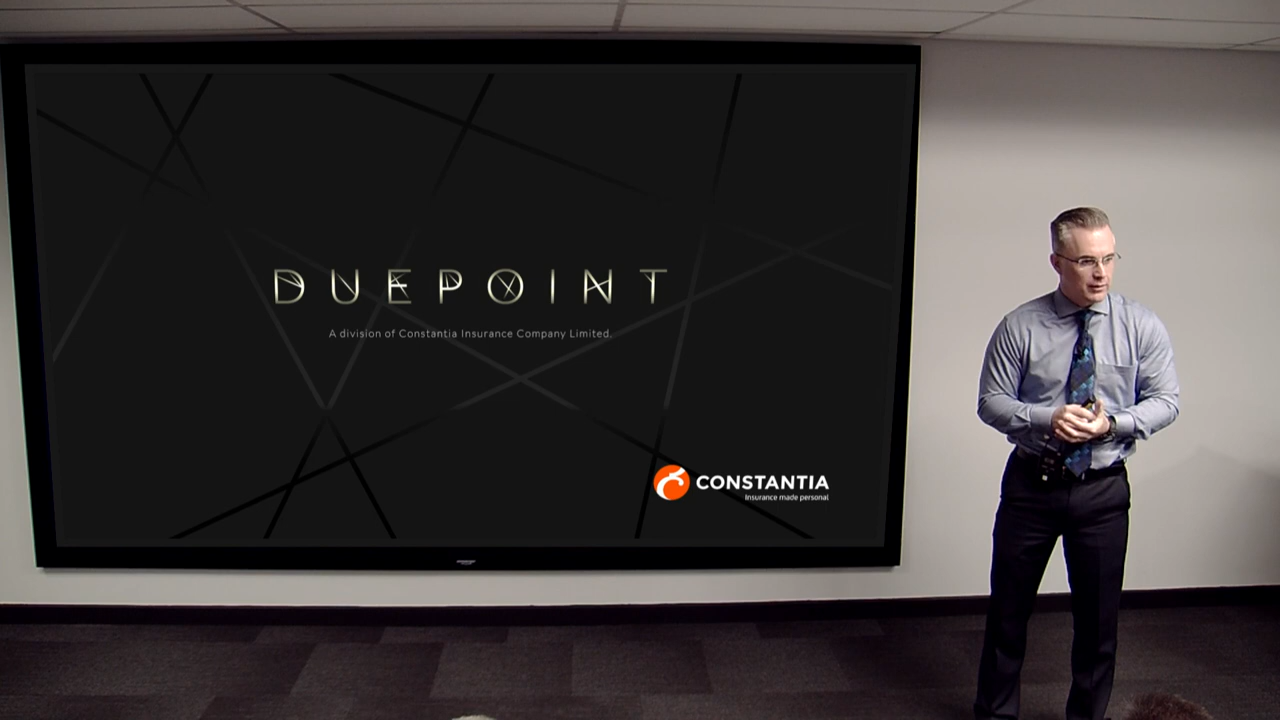 DUEPOINT
A division of Constantia Insurance Company Limited.
CONSTANTIA
Insurance made personal